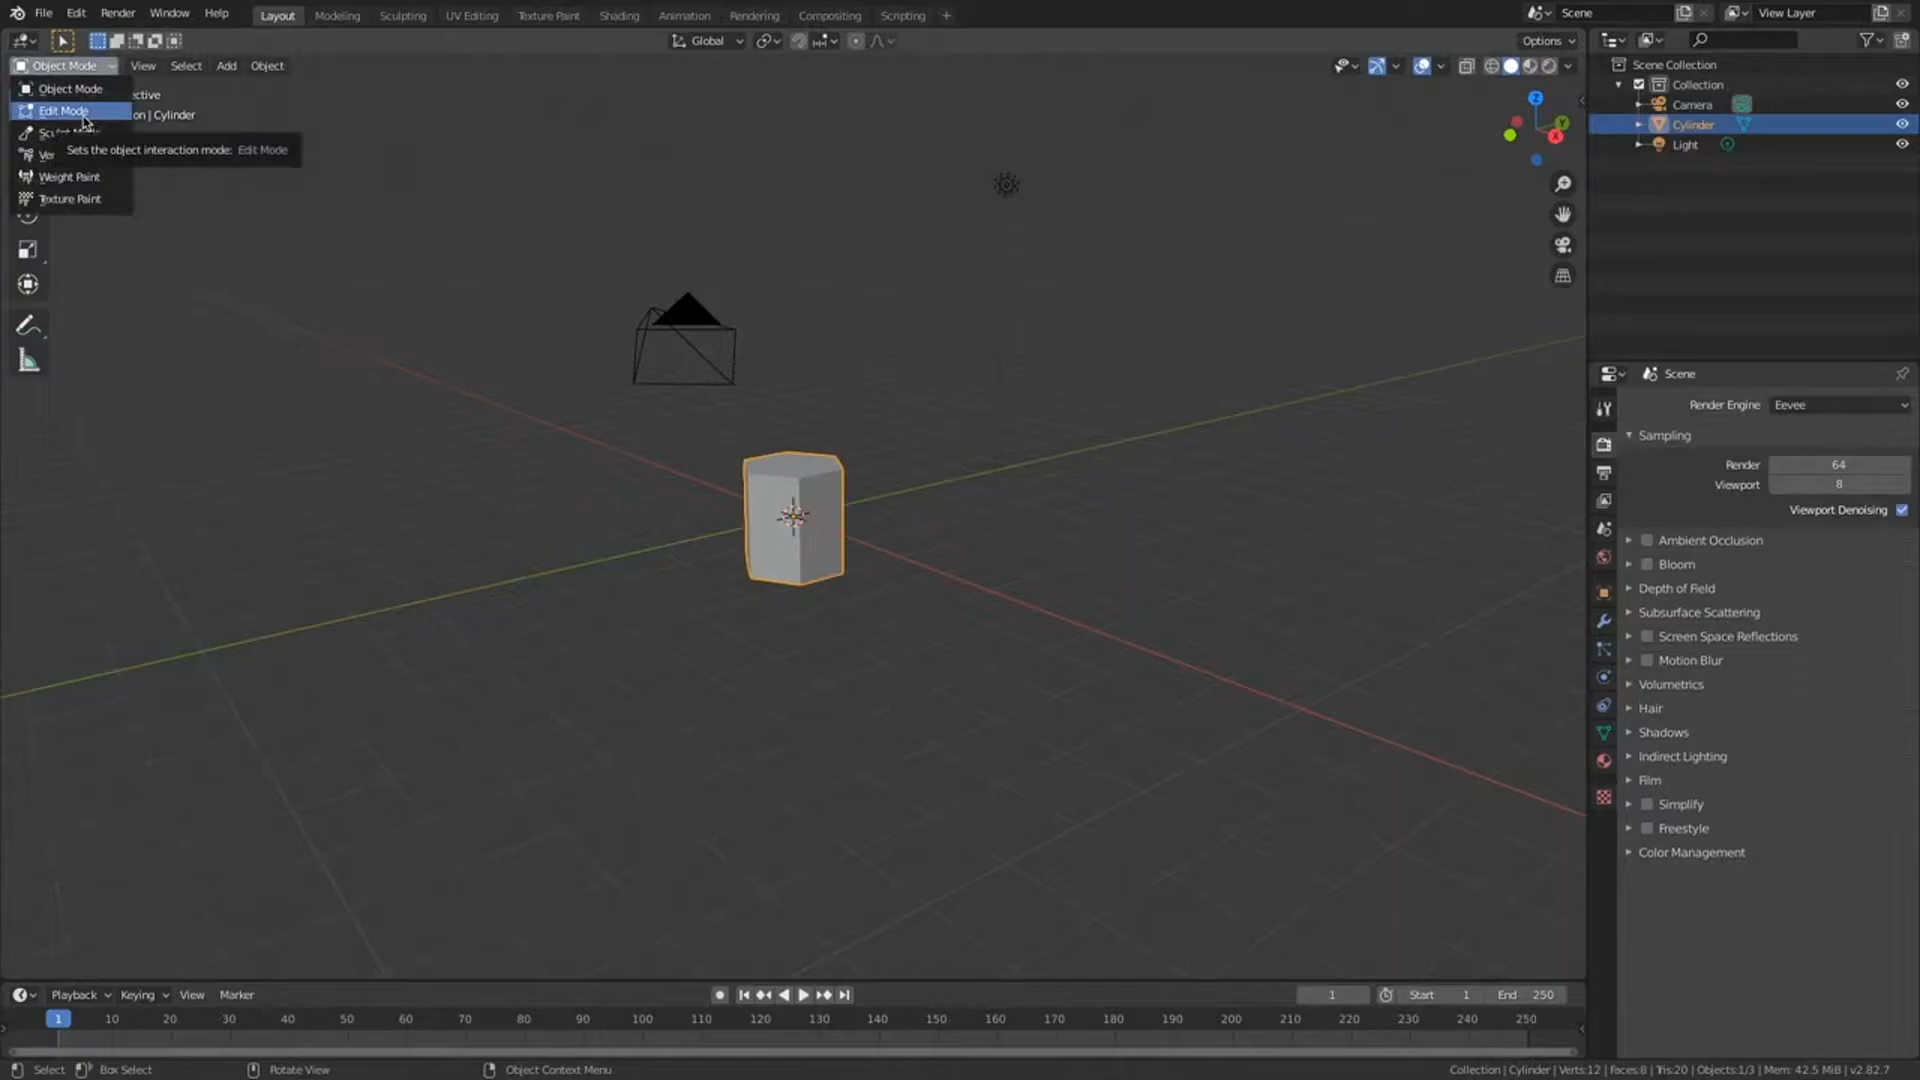 File Edit Render Window Help Layout Modeling Sculpting UV Editing Texture Paint Shading Animation Rendering Compositing Scripting + Scene View Layer
Global Options
Object Mode View Select Add Object
Object Mode
Edit Mode
Sculpt
Ve
Weight Paint
Texture Paint
ective
on | Cylinder
Sets the object interaction mode: Edit Mode
Z
Y
X
Scene Collection
Collection
Camera
Cylinder
Light
Scene
Render Engine Eevee
Sampling
Render 64
Viewport 8
Viewport Denoising
Ambient Occlusion
Bloom
Depth of Field
Subsurface Scattering
Screen Space Reflections
Motion Blur
Volumetrics
Hair
Shadows
Indirect Lighting
Film
Simplify
Freestyle
Color Management
Playback Keying View Marker 1 Start 1 End 250
1 10 20 30 40 50 60 70 80 90 100 110 120 130 140 150 160 170 180 190 200 210 220 230 240 250
Select Box Select Rotate View Object Context Menu Collection | Cylinder | Verts:12 | Faces:8 | Tris:20 | Objects:1/3 | Mem: 42.5 MiB | v2.82.7